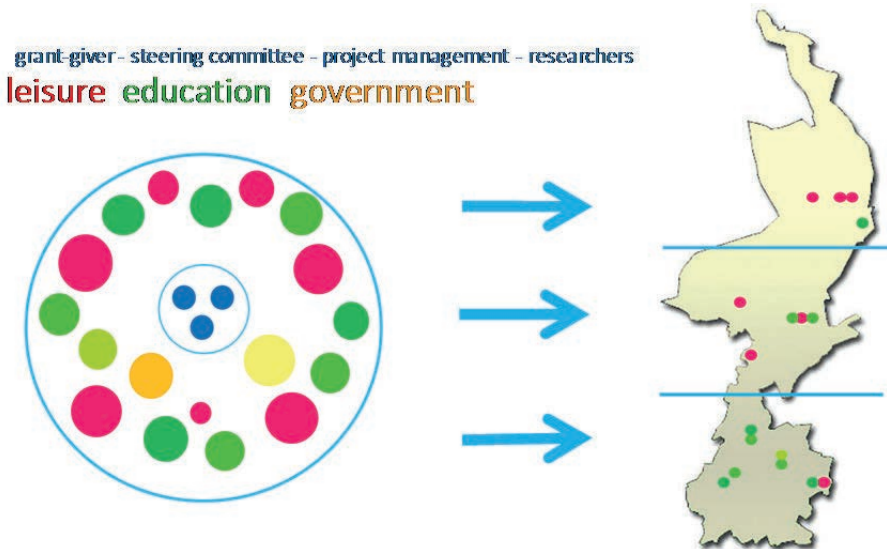 grant-giver - steering committee - project management - researchers
leisure education government